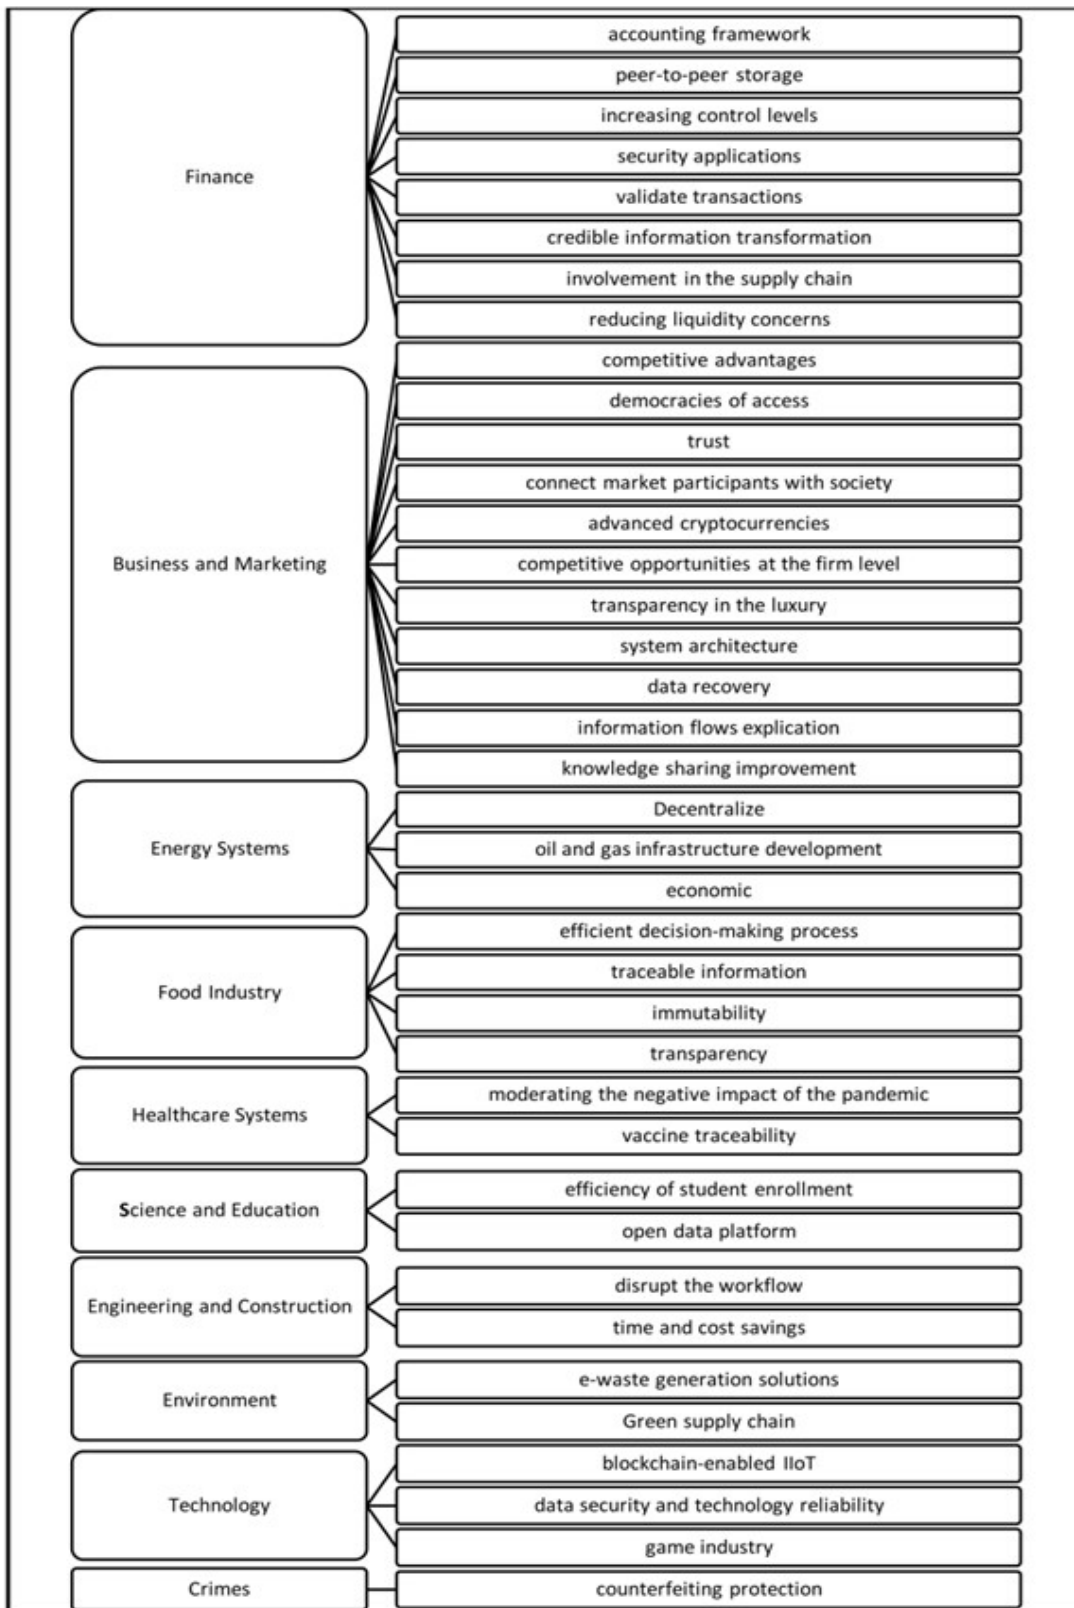 Finance
accounting framework
peer-to-peer storage
increasing control levels
security applications
validate transactions
credible information transformation
involvement in the supply chain
reducing liquidity concerns
Business and Marketing
competitive advantages
democracies of access
trust
connect market participants with society
advanced cryptocurrencies
competitive opportunities at the firm level
transparency in the luxury
system architecture
data recovery
information flows explication
knowledge sharing improvement
Energy Systems
Decentralize
oil and gas infrastructure development
economic
Food Industry
efficient decision-making process
traceable information
immutability
transparency
Healthcare Systems
moderating the negative impact of the pandemic
vaccine traceability
Science and Education
efficiency of student enrollment
open data platform
Engineering and Construction
disrupt the workflow
time and cost savings
Environment
e-waste generation solutions
Green supply chain
Technology
blockchain-enabled IIoT
data security and technology reliability
game industry
Crimes
counterfeiting protection